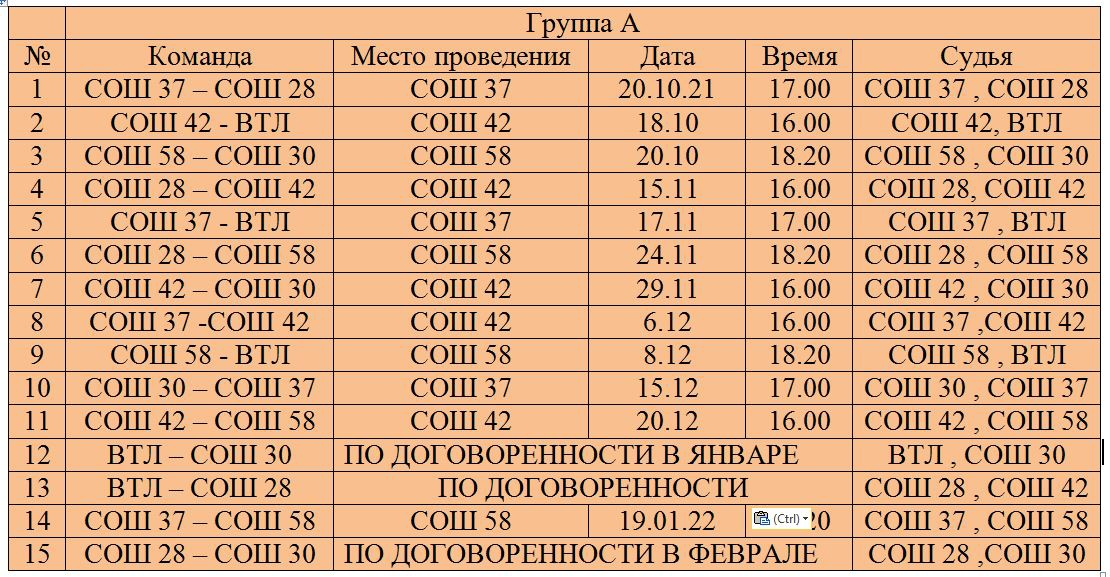 Группа А
№ Команда Место проведения Дата Время Судья
1 СОШ 37 – СОШ 28 СОШ 37 20.10.21 17.00 СОШ 37 , СОШ 28
2 СОШ 42 - ВТЛ СОШ 42 18.10 16.00 СОШ 42, ВТЛ
3 СОШ 58 – СОШ 30 СОШ 58 20.10 18.20 СОШ 58 , СОШ 30
4 СОШ 28 – СОШ 42 СОШ 42 15.11 16.00 СОШ 28, СОШ 42
5 СОШ 37 - ВТЛ СОШ 37 17.11 17.00 СОШ 37 , ВТЛ
6 СОШ 28 – СОШ 58 СОШ 58 24.11 18.20 СОШ 28 , СОШ 58
7 СОШ 42 – СОШ 30 СОШ 42 29.11 16.00 СОШ 42 , СОШ 30
8 СОШ 37 -СОШ 42 СОШ 42 6.12 16.00 СОШ 37 ,СОШ 42
9 СОШ 58 - ВТЛ СОШ 58 8.12 18.20 СОШ 58 , ВТЛ
10 СОШ 30 – СОШ 37 СОШ 37 15.12 17.00 СОШ 30 , СОШ 37
11 СОШ 42 – СОШ 58 СОШ 42 20.12 16.00 СОШ 42 , СОШ 58
12 ВТЛ – СОШ 30 ПО ДОГОВОРЕННОСТИ В ЯНВАРЕ ВТЛ , СОШ 30
13 ВТЛ – СОШ 28 ПО ДОГОВОРЕННОСТИ СОШ 28 , СОШ 42
14 СОШ 37 – СОШ 58 СОШ 58 19.01.22 (Ctrl) СОШ 37 , СОШ 58
15 СОШ 28 – СОШ 30 ПО ДОГОВОРЕННОСТИ В ФЕВРАЛЕ СОШ 28 ,СОШ 30